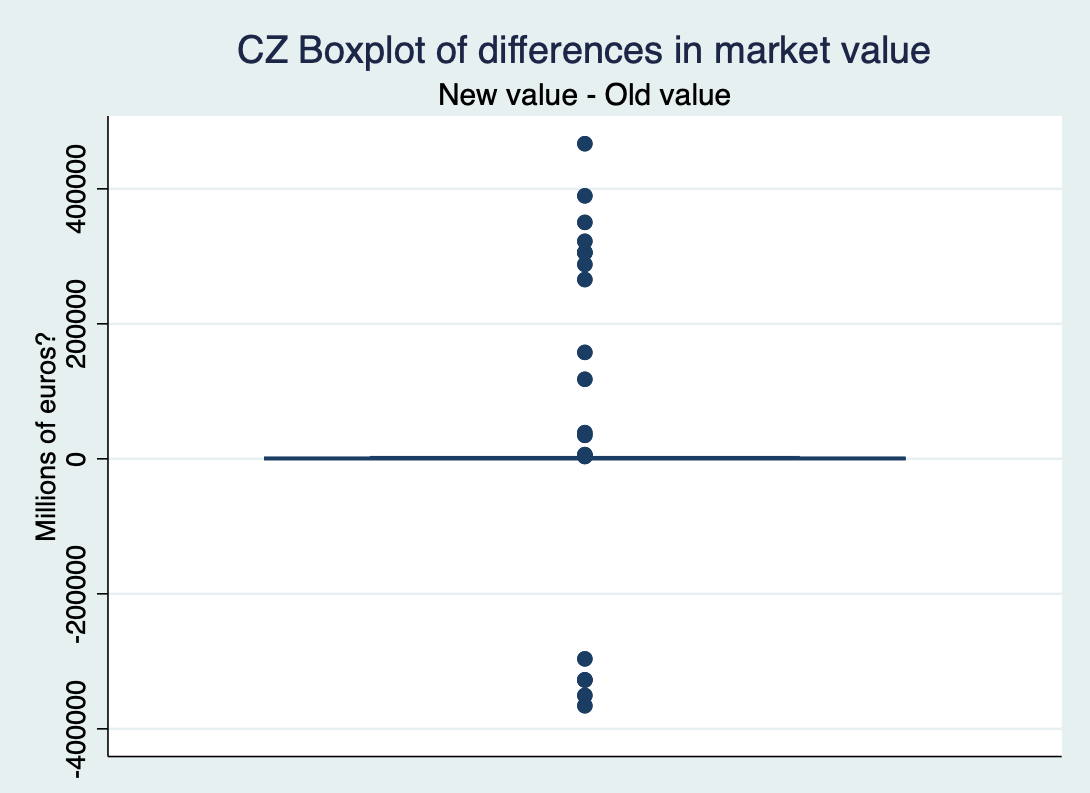 CZ Boxplot of differences in market value
New value - Old value
Millions of euros?
400000
200000
0
-200000
-400000